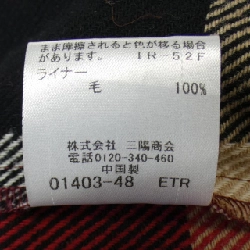 まま摩擦されると色が移る場合
があります。 IR-52F
ライナー
毛 100%
株式会社 三陽商会
電話0120-340-460
中国製
01403-48 ETR